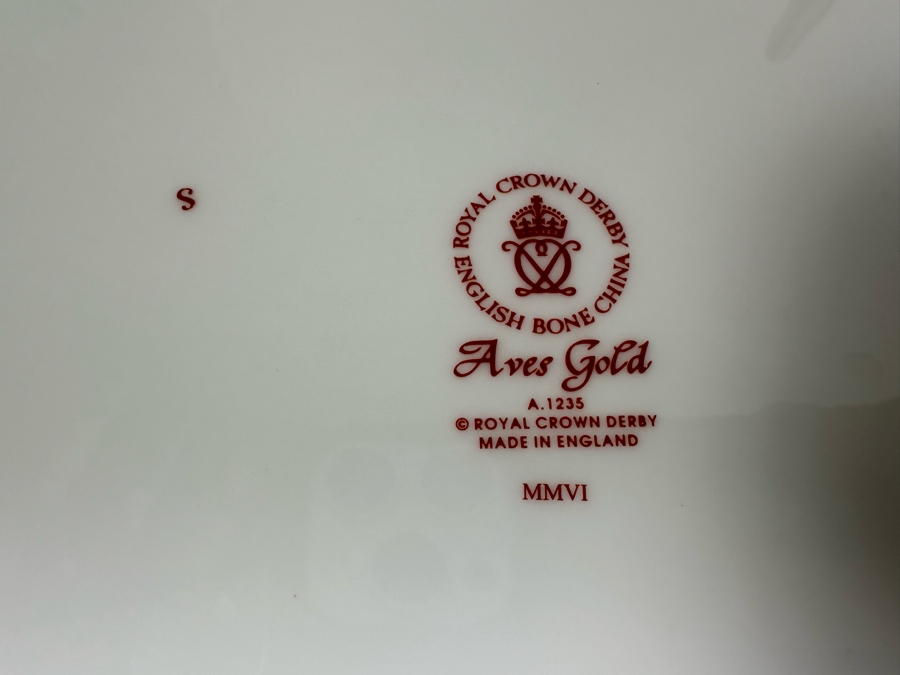 S
ROYAL CROWN DERBY
ENGLISH BONE CHINA
Aves Gold
A.1235
© ROYAL CROWN DERBY
MADE IN ENGLAND
MMVI